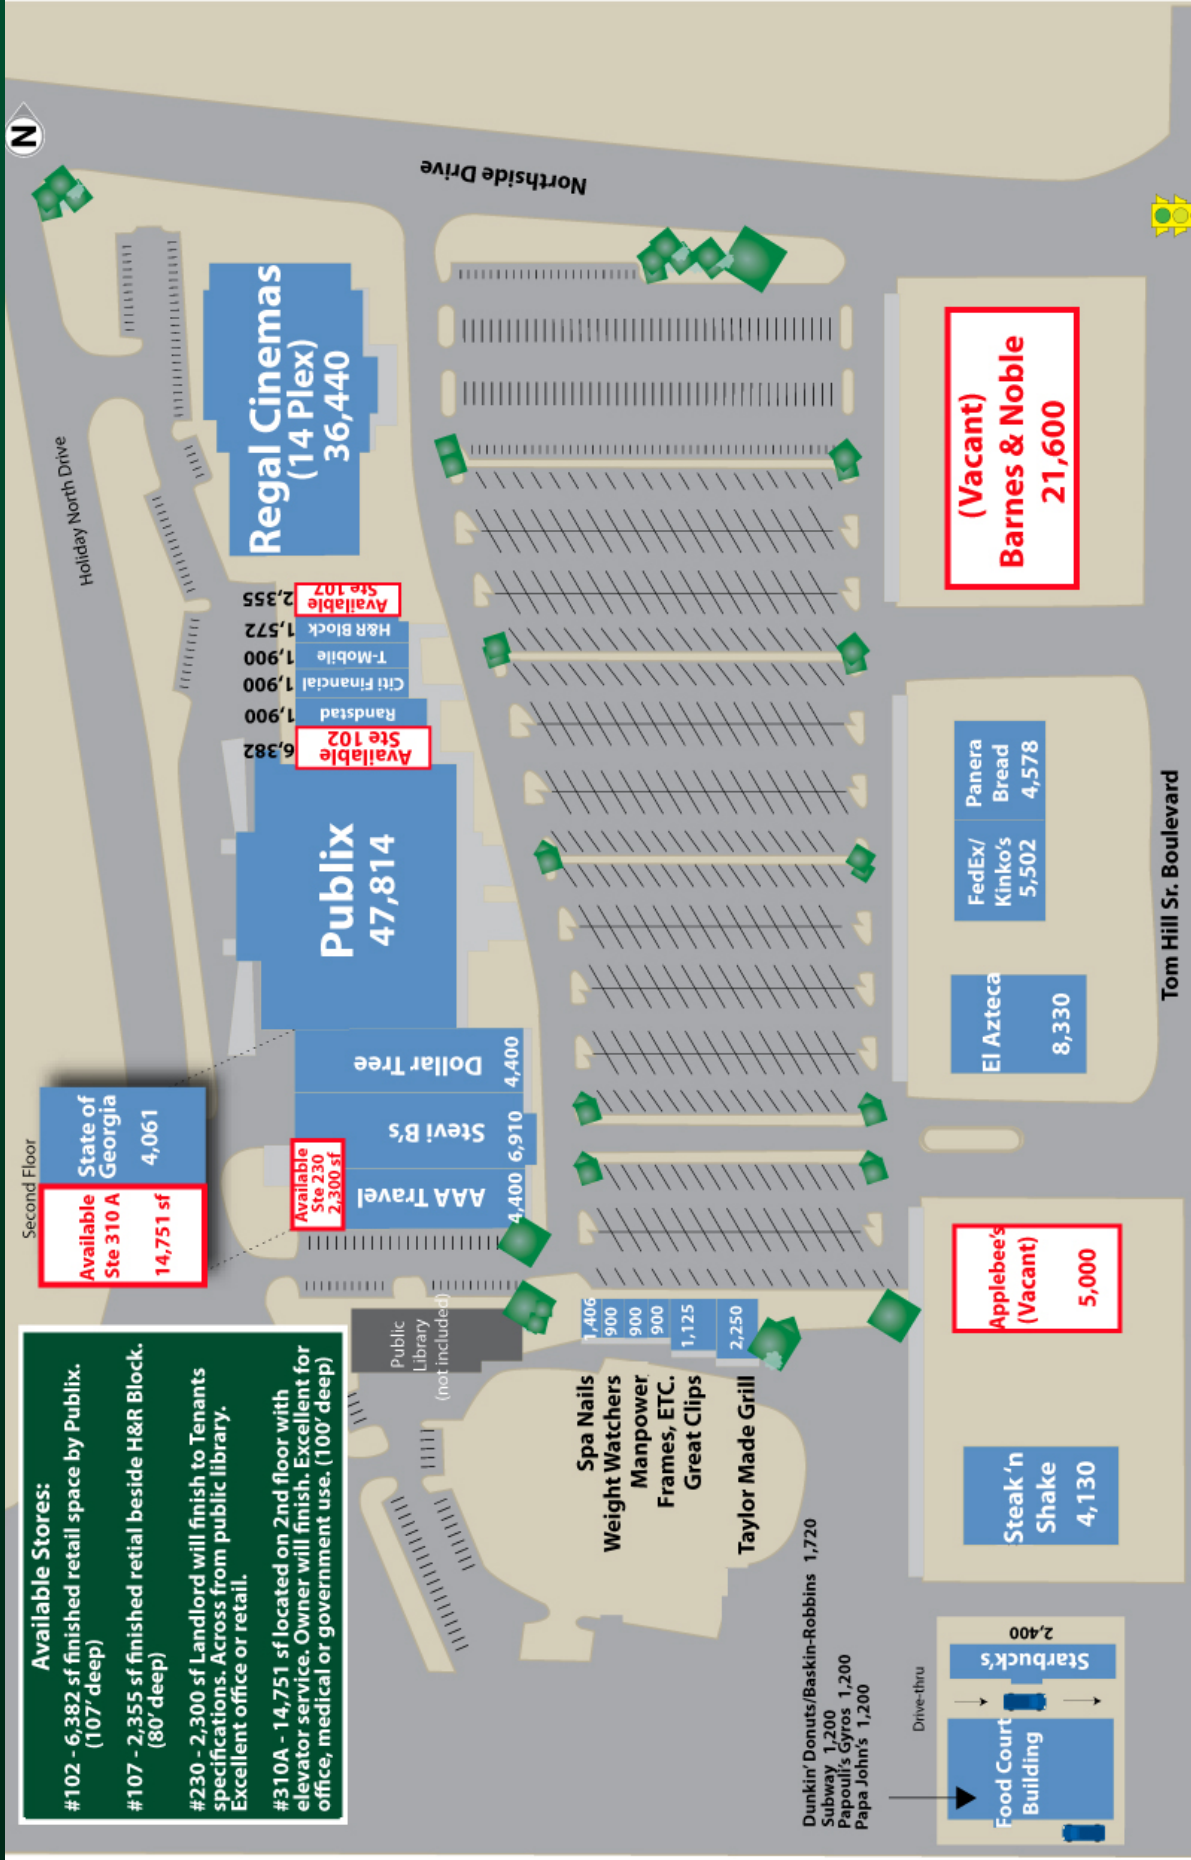 Available Stores:
#102 - 6,382 sf finished retail space by Publix.
(107' deep)
#107 - 2,355 sf finished retial beside H&R Block.
(80' deep)
#230 - 2,300 sf Landlord will finish to Tenants
specifications. Across from public library.
Excellent office or retail.
#310A - 14,751 sf located on 2nd floor with
elevator service. Owner will finish. Excellent for
office, medical or government use. (100' deep)
Second Floor
Available
Ste 310 A
14,751 sf
State of
Georgia
4,061
Holiday North Drive
N
Northside Drive
Available
Ste 230
2,300 sf
AAA Travel
4,400
Stevi B's
6,910
Dollar Tree
4,400
Publix
47,814
6,382
Available
Ste 102
1,900
Randstad
1,900
Citi Financial
1,900
T-Mobile
1,572
H&R Block
2,355
Available
Ste 107
Regal Cinemas
(14 Plex)
36,440
Public
Library
(not included)
Spa Nails
1,406
Weight Watchers
900
Manpower
900
Frames, ETC.
900
Great Clips
1,125
Taylor Made Grill
2,250
Dunkin' Donuts/Baskin-Robbins 1,720
Subway 1,200
Papouli's Gyros 1,200
Papa John's 1,200
Drive-thru
Food Court
Building
Starbuck's
2,400
Steak 'n
Shake
4,130
Applebee's
(Vacant)
5,000
El Azteca
8,330
FedEx/
Kinko's
5,502
Panera
Bread
4,578
(Vacant)
Barnes & Noble
21,600
Tom Hill Sr. Boulevard